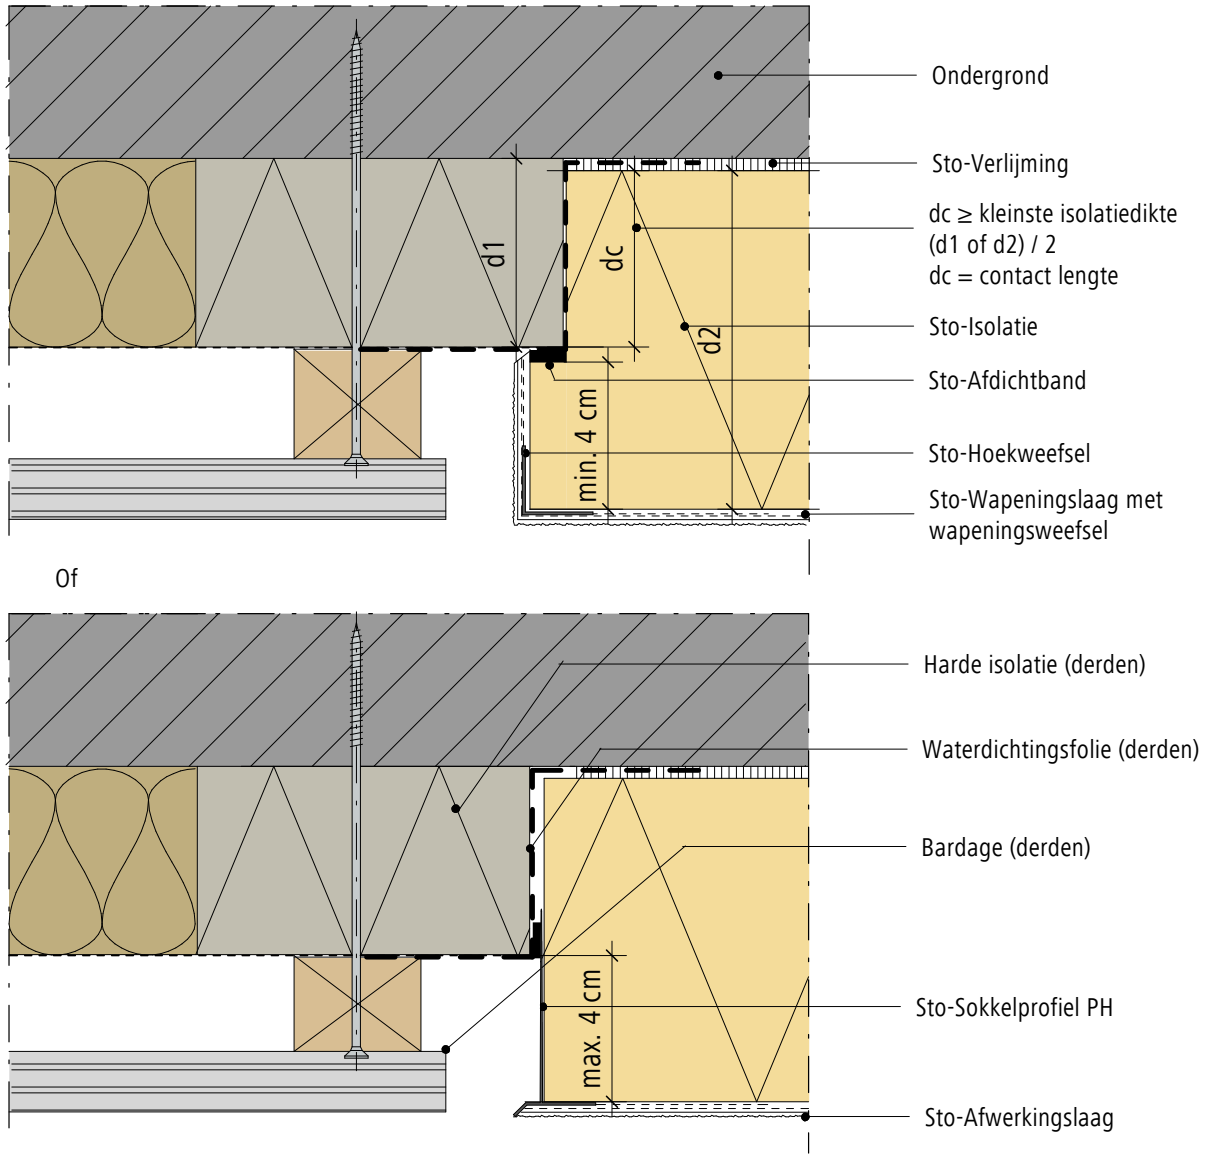 Ondergrond
Sto-Verlijming
dc ≥ kleinste isolatiedikte
(d1 of d2) / 2
dc = contact lengte
d1
dc
Sto-Isolatie
d2
Sto-Afdichtband
min. 4 cm
Sto-Hoekweefsel
Sto-Wapeningslaag met
wapeningsweefsel
Of
Harde isolatie (derden)
Waterdichtingsfolie (derden)
Bardage (derden)
max. 4 cm
Sto-Sokkelprofiel PH
Sto-Afwerkingslaag